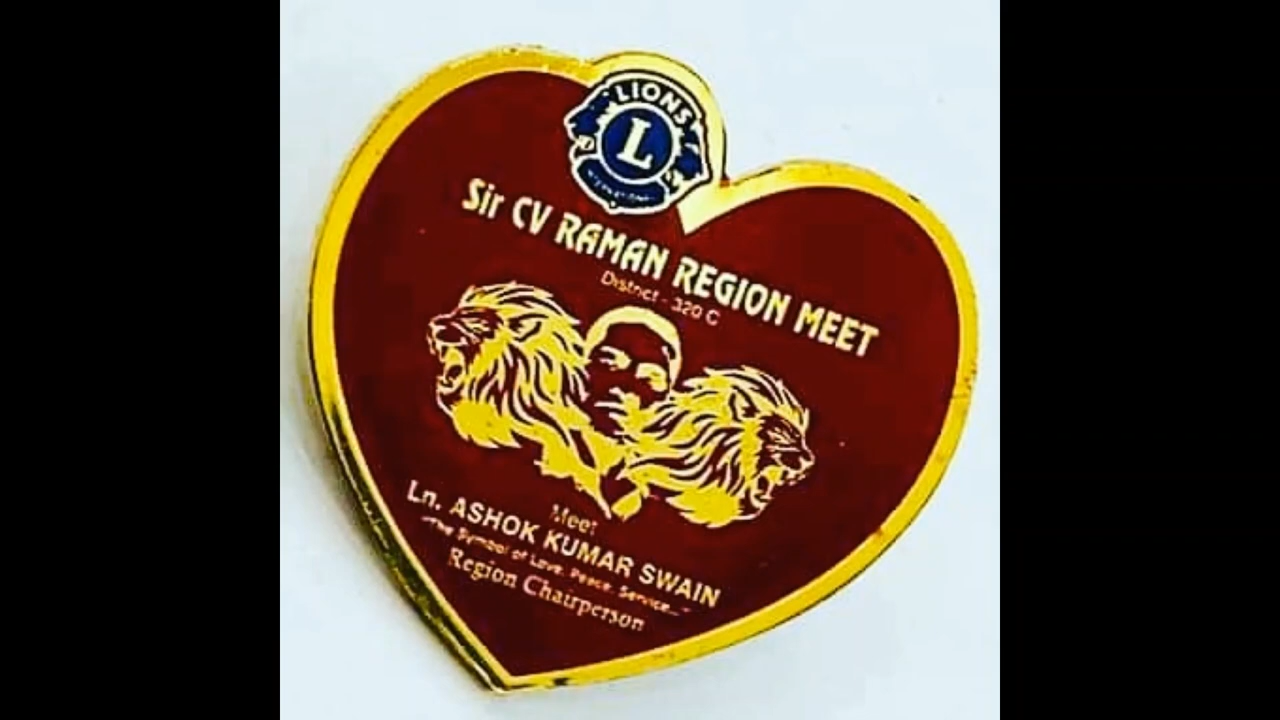 LIONS
L
INTERNATIONAL
Sir CV RAMAN REGION MEET
District - 320 C
Meet
Ln. ASHOK KUMAR SWAIN
"The Symbol of Love, Peace, Service..."
Region Chairperson